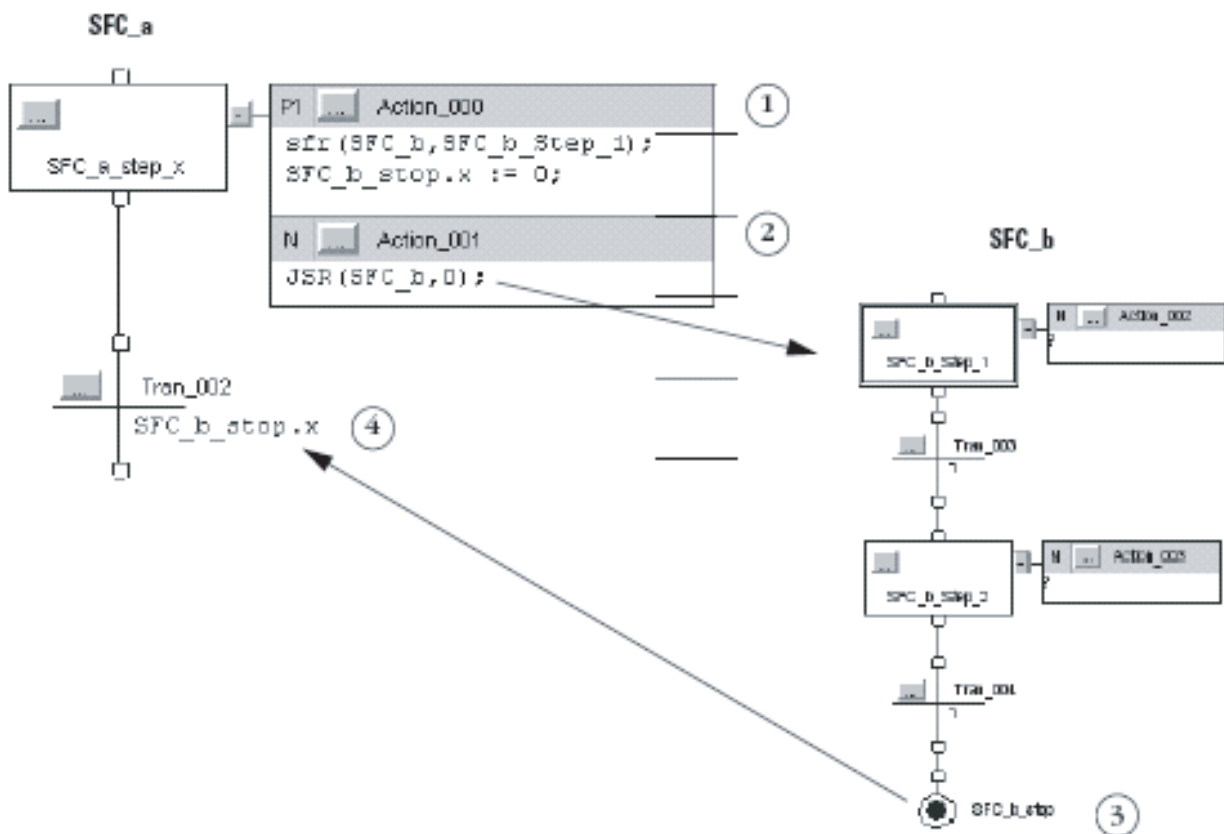 SFC_a
...
SFC_a_step_x
-
P1 ... Action_000
sfr(SFC_b,SFC_b_Step_1);
SFC_b_stop.x := 0;
1
N ... Action_001
JSR(SFC_b,0);
2
... Tran_002
SFC_b_stop.x
4
SFC_b
...
SFC_b_Step_1
-
N ... Action_002
?
... Tran_003
?
...
SFC_b_Step_2
-
N ... Action_003
?
... Tran_004
?
SFC_b_stop
3